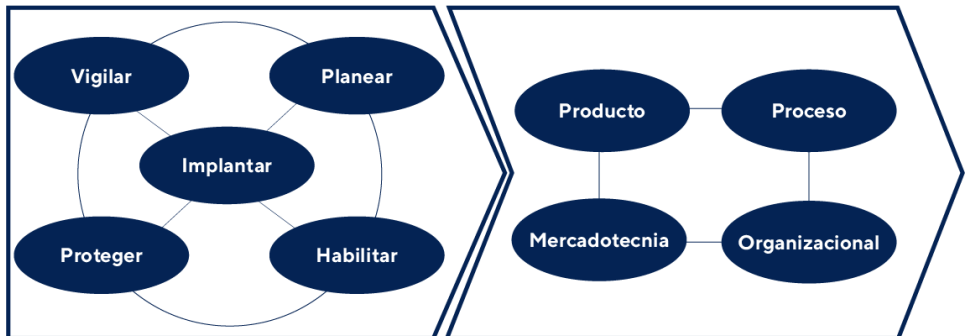 Vigilar
Planear
Implantar
Proteger
Habilitar
Producto
Proceso
Mercadotecnia
Organizacional